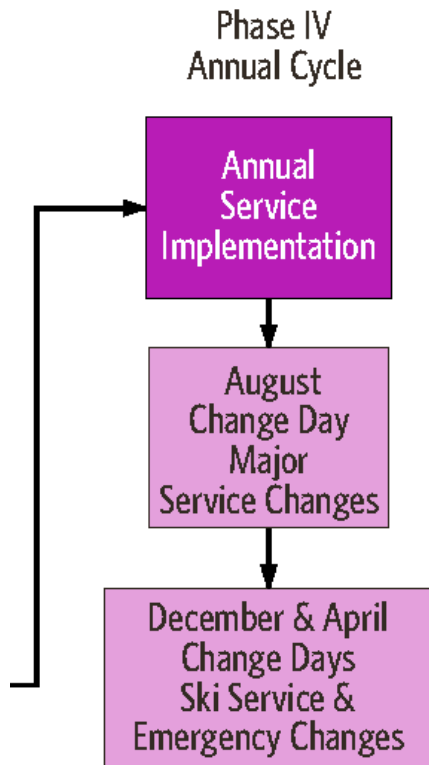 Phase IV
Annual Cycle
Annual
Service
Implementation
August
Change Day
Major
Service Changes
December & April
Change Days
Ski Service &
Emergency Changes